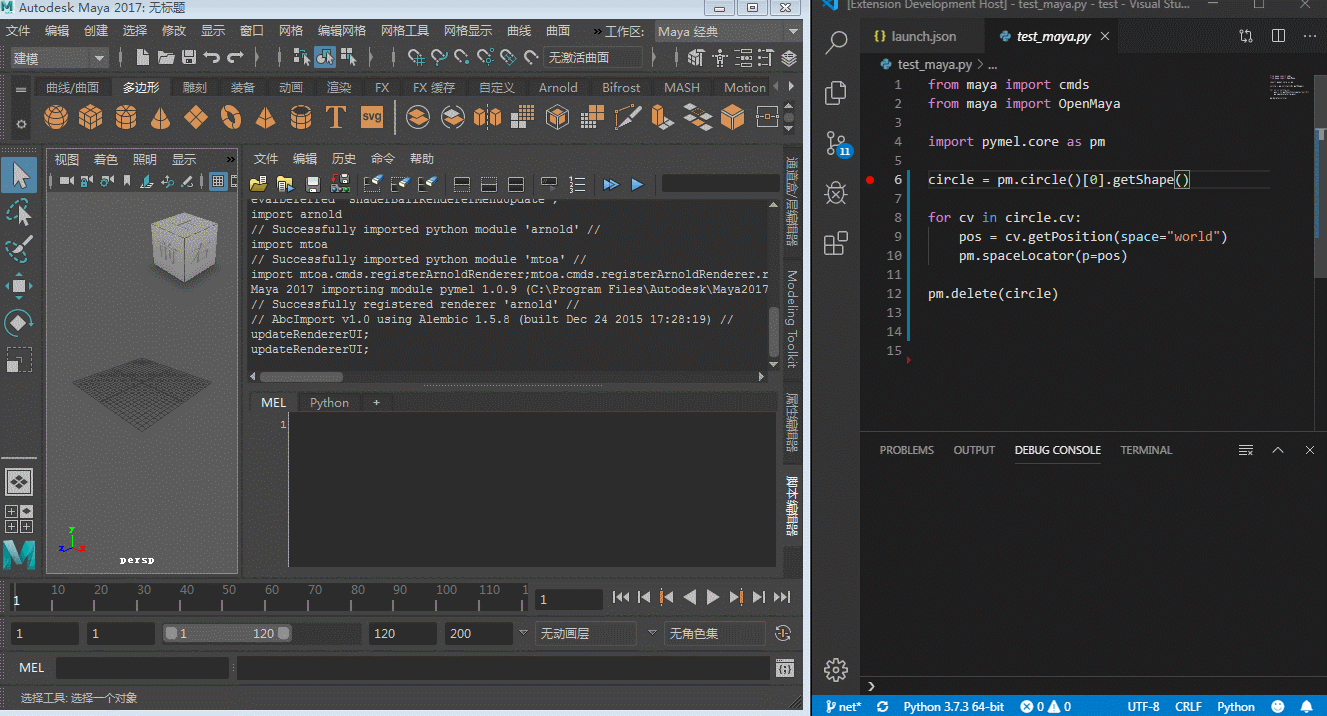 Autodesk Maya 2017: 无标题
文件 编辑 创建 选择 修改 显示 窗口 网格 编辑网格 网格工具 网格显示 曲线 曲面 » 工作区: Maya 经典
建模 无激活曲面
曲线/曲面 多边形 雕刻 装备 动画 渲染 FX FX 缓存 自定义 Arnold Bifrost MASH Motion
T svg
视图 着色 照明 显示 »
persp
文件 编辑 历史 命令 帮助
import arnold
// Successfully imported python module 'arnold' //
import mtoa
// Successfully imported python module 'mtoa' //
import mtoa.cmds.registerArnoldRenderer;mtoa.cmds.registerArnoldRenderer.r
Maya 2017 importing module pymel 1.0.9 (C:\Program Files\Autodesk\Maya2017
// Successfully registered renderer 'arnold' //
// AbcImport v1.0 using Alembic 1.5.8 (built Dec 24 2015 17:28:19) //
updateRendererUI;
updateRendererUI;
MEL Python +
1
通道盒/层编辑器
Modeling Toolkit
属性编辑器
脚本编辑器
1 10 20 30 40 50 60 70 80 90 100 110 1 1
1 1 1 120 120 200 无动画层 无角色集
MEL
选择工具: 选择一个对象
[Extension Development Host] - test_maya.py - test - Visual Stu...
launch.json test_maya.py
test_maya.py > ...
1 from maya import cmds
2 from maya import OpenMaya
3
4 import pymel.core as pm
5
6 circle = pm.circle()[0].getShape()
7
8 for cv in circle.cv:
9 pos = cv.getPosition(space="world")
10 pm.spaceLocator(p=pos)
11
12 pm.delete(circle)
13
14
15
11
PROBLEMS OUTPUT DEBUG CONSOLE TERMINAL
net* Python 3.7.3 64-bit 0 0 UTF-8 CRLF Python